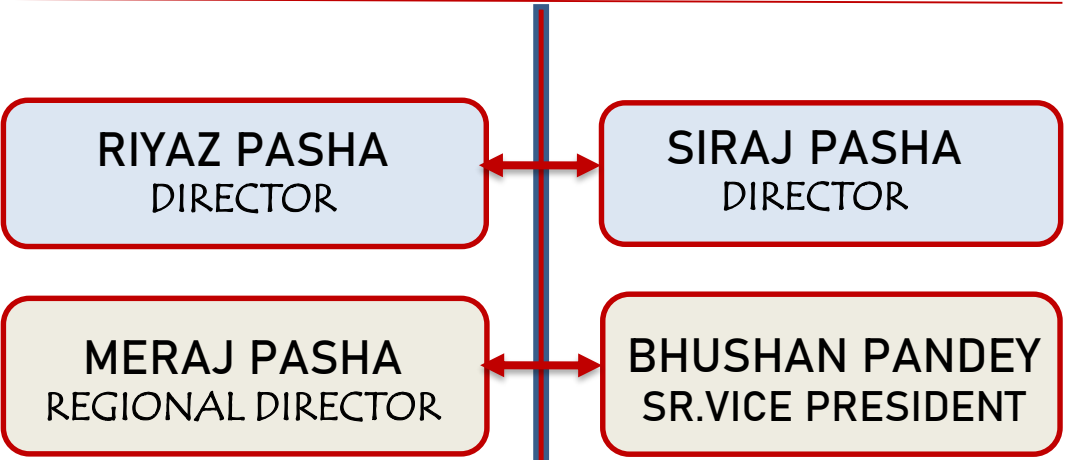 RIYAZ PASHA
DIRECTOR
SIRAJ PASHA
DIRECTOR
MERAJ PASHA
REGIONAL DIRECTOR
BHUSHAN PANDEY
SR.VICE PRESIDENT